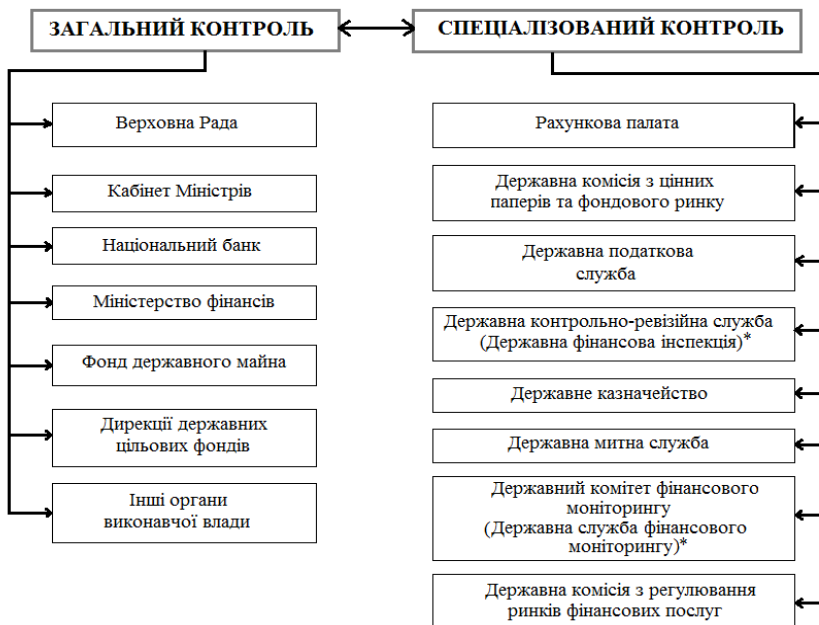 ЗАГАЛЬНИЙ КОНТРОЛЬ
Верховна Рада
Кабінет Міністрів
Національний банк
Міністерство фінансів
Фонд державного майна
Дирекції державних
цільових фондів
Інші органи
виконавчої влади
СПЕЦІАЛІЗОВАНИЙ КОНТРОЛЬ
Рахункова палата
Державна комісія з цінних
паперів та фондового ринку
Державна податкова
служба
Державна контрольно-ревізійна служба
(Державна фінансова інспекція)*
Державне казначейство
Державна митна служба
Державний комітет фінансового
моніторингу
(Державна служба фінансового
моніторингу)*
Державна комісія з регулювання
ринків фінансових послуг